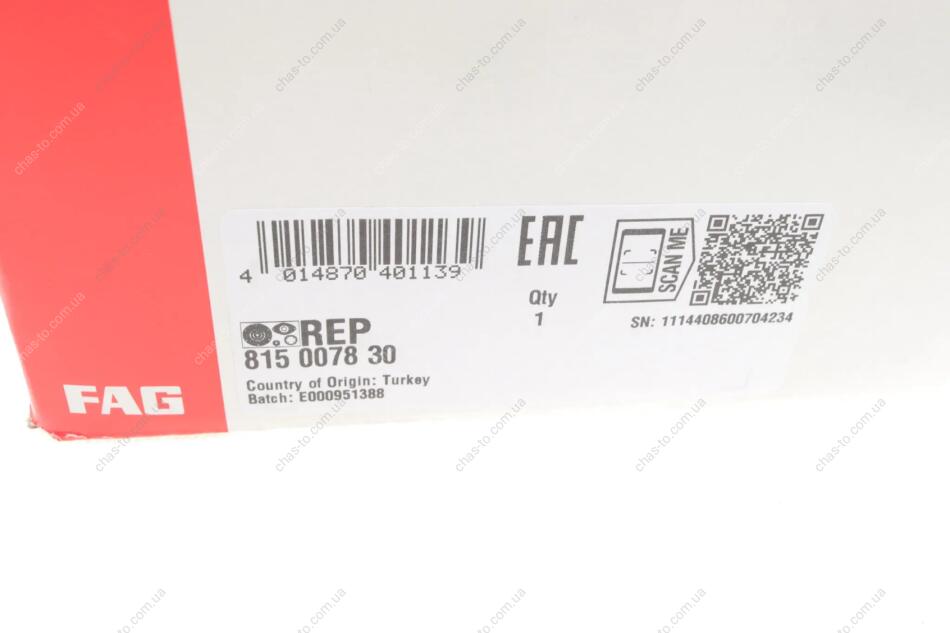 4 014870 401139
EAC
SCAN ME
Qty
1
SN: 1114408600704234
REP
815 0078 30
Country of Origin: Turkey
Batch: E000951388
FAG
chas-to.com.ua